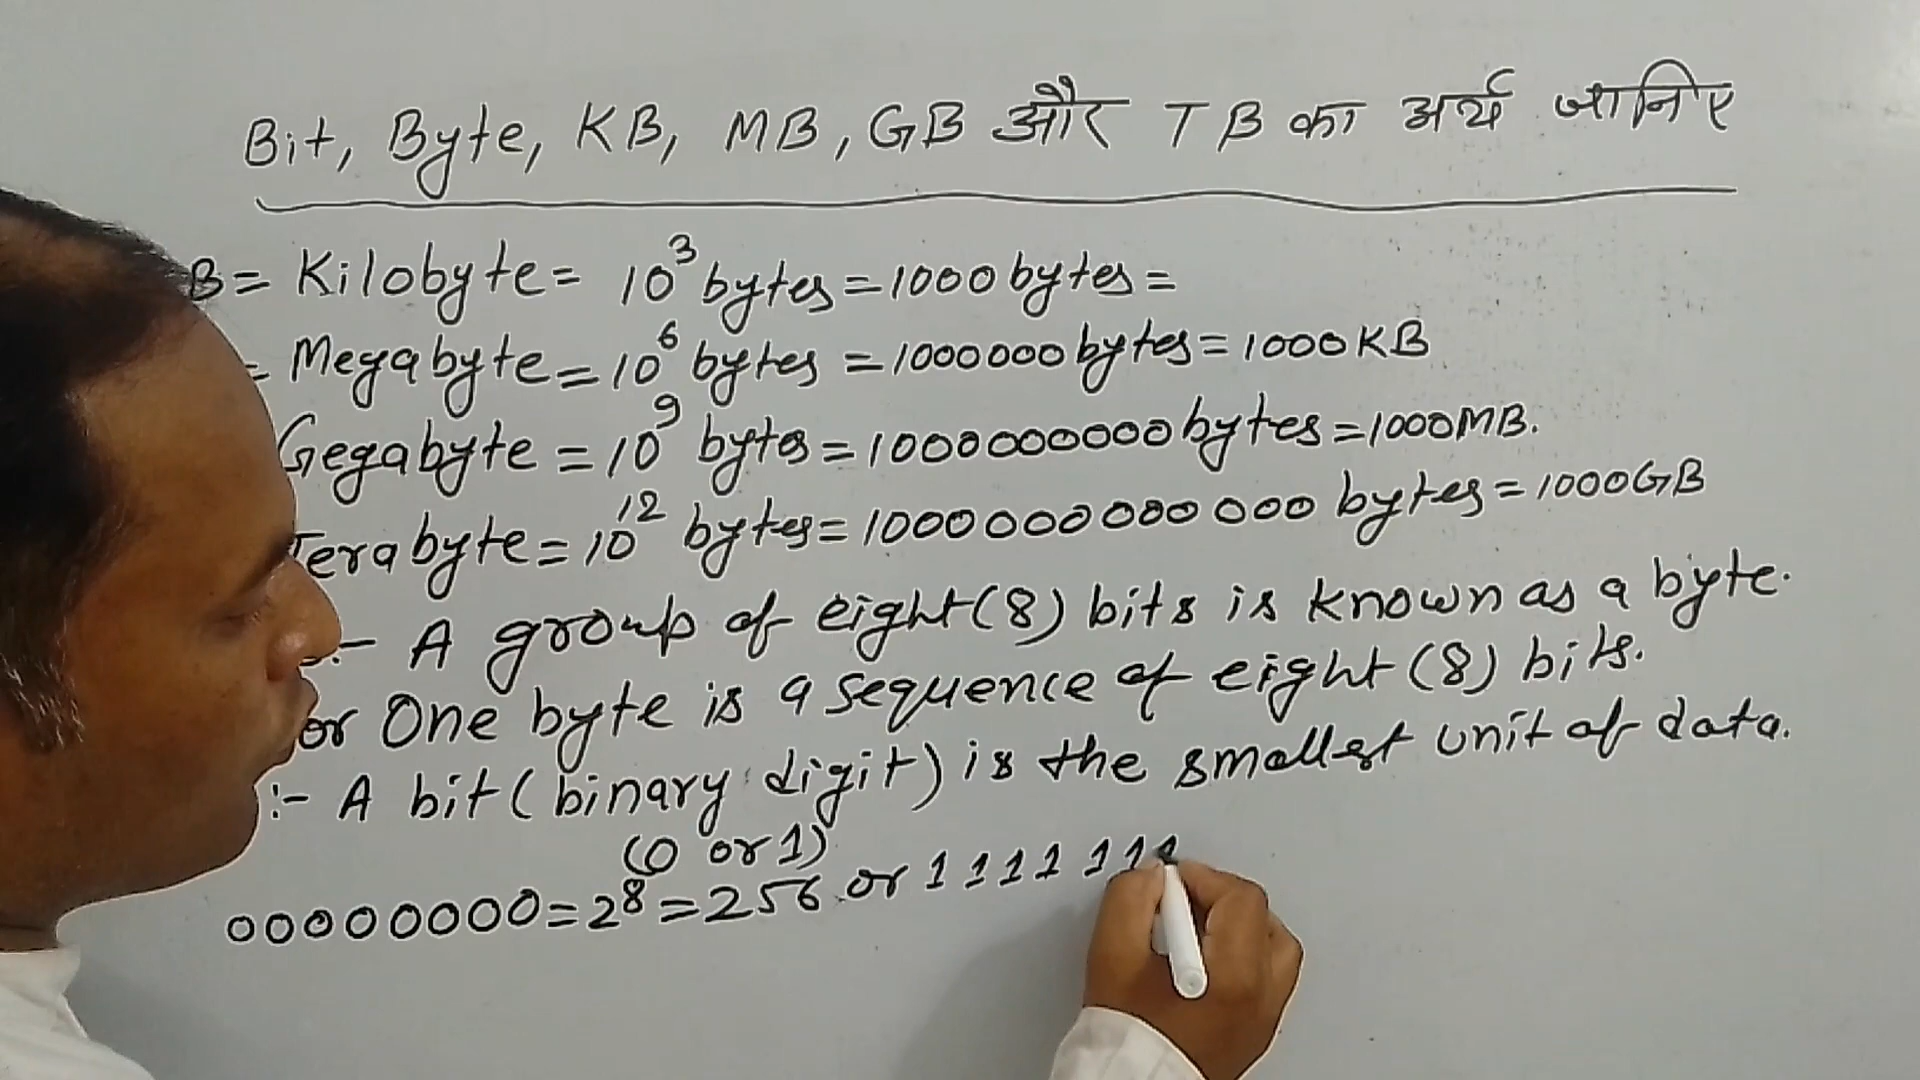 Bit, Byte, KB, MB, GB और TB का अर्थ जानिए
B = Kilobyte = 10³ bytes = 1000 bytes =
= Megabyte = 10⁶ bytes = 1000000 bytes = 1000KB
Gegabyte = 10⁹ bytes = 1000000000 bytes = 1000MB.
Terabyte = 10¹² bytes = 1000000000000 bytes = 1000GB
:- A group of eight (8) bits is known as a byte.
or One byte is a sequence of eight (8) bits.
:- A bit (binary digit) is the smallest unit of data.
(0 or 1)
00000000 = 2⁸ = 256 or 1111 111